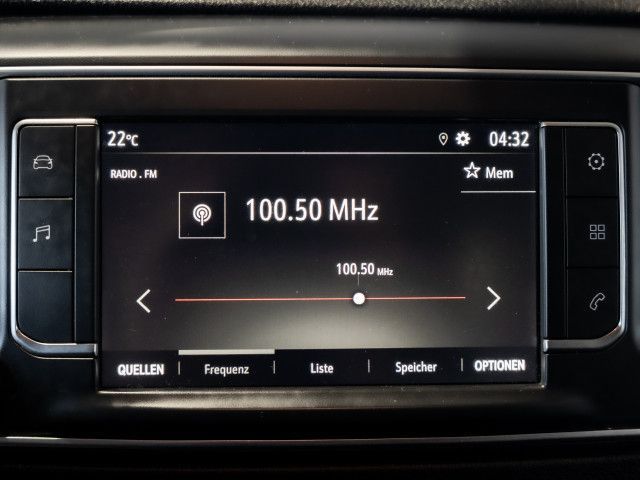 22°C 04:32
RADIO . FM Mem
100.50 MHz
100.50 MHz
QUELLEN Frequenz Liste Speicher OPTIONEN